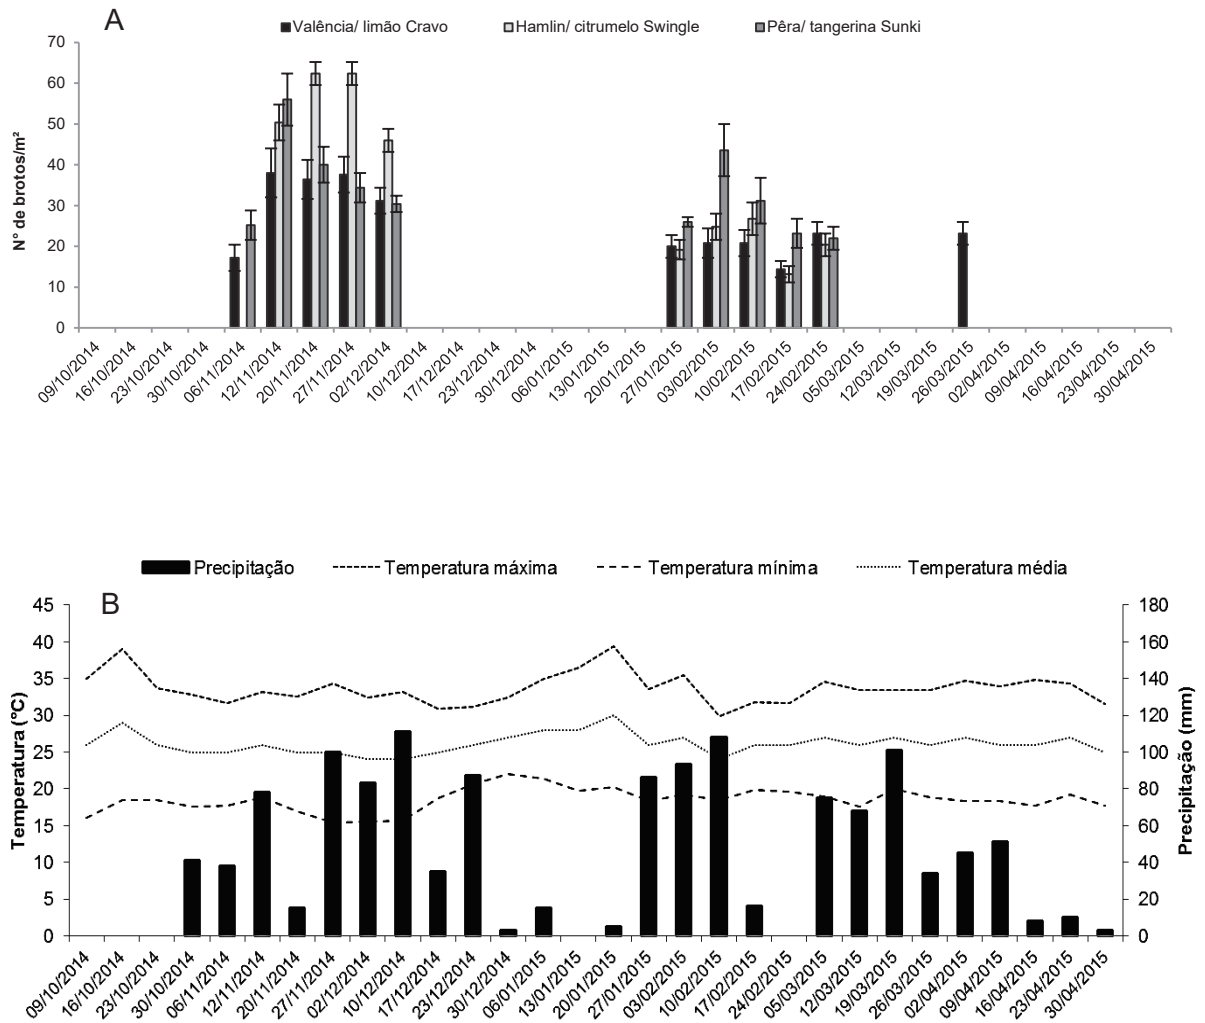 A
Valência/ limão Cravo Hamlin/ citrumelo Swingle Pêra/ tangerina Sunki
70
60
50
40
30
20
10
0
N° de brotos/m²
09/10/2014 16/10/2014 23/10/2014 30/10/2014 06/11/2014 12/11/2014 20/11/2014 27/11/2014 02/12/2014 10/12/2014 17/12/2014 23/12/2014 30/12/2014 06/01/2015 13/01/2015 20/01/2015 27/01/2015 03/02/2015 10/02/2015 17/02/2015 24/02/2015 05/03/2015 12/03/2015 19/03/2015 26/03/2015 02/04/2015 09/04/2015 16/04/2015 23/04/2015 30/04/2015
Precipitação Temperatura máxima Temperatura mínima Temperatura média
B
45 180
40 160
35 140
30 120
25 100
20 80
15 60
10 40
5 20
0 0
Temperatura (°C)
Precipitação (mm)
09/10/2014 16/10/2014 23/10/2014 30/10/2014 06/11/2014 12/11/2014 20/11/2014 27/11/2014 02/12/2014 10/12/2014 17/12/2014 23/12/2014 30/12/2014 06/01/2015 13/01/2015 20/01/2015 27/01/2015 03/02/2015 10/02/2015 17/02/2015 24/02/2015 05/03/2015 12/03/2015 19/03/2015 26/03/2015 02/04/2015 09/04/2015 16/04/2015 23/04/2015 30/04/2015